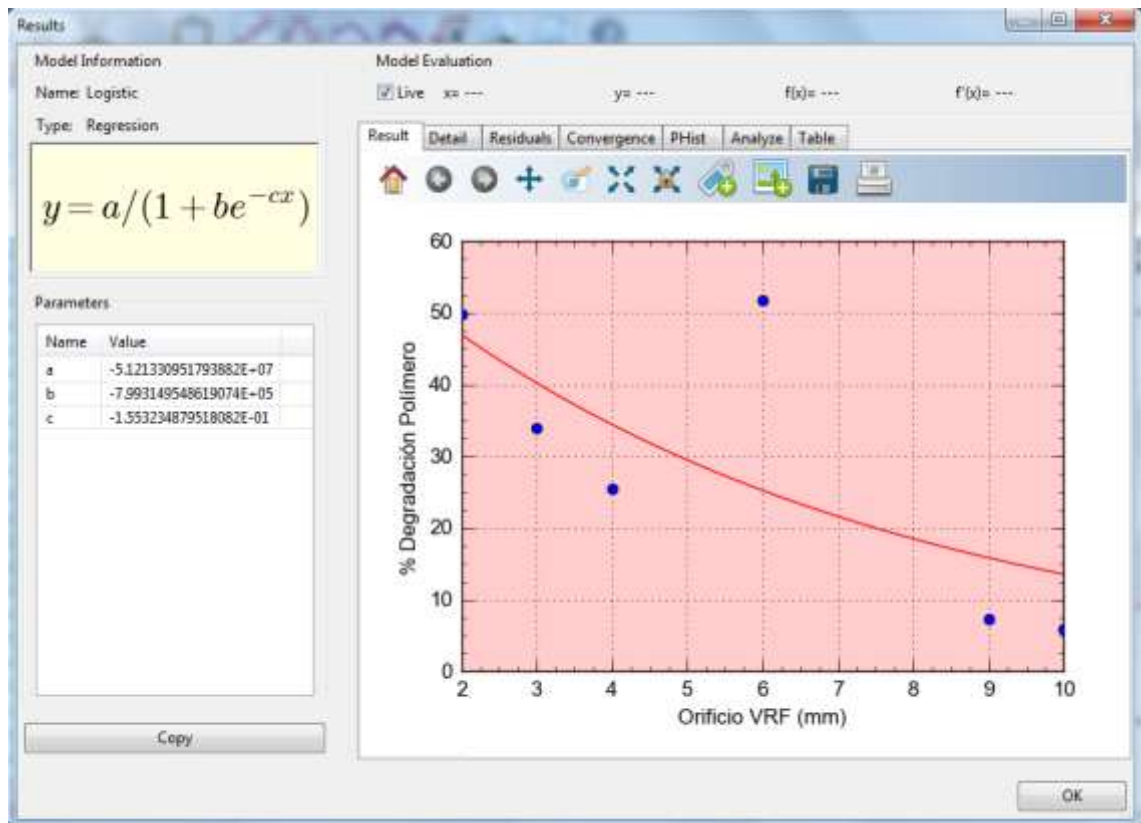 Results
Model Information
Name: Logistic
Type: Regression
y = a/(1 + be^{-cx})
Parameters
Name Value
a -5.1213309517938​82E+07
b -7.993149548619074E+05
c -1.553234879518082E-01
Copy
Model Evaluation
Live x= --- y= --- f(x)= --- f'(x)= ---
Result Detail Residuals Convergence PHist Analyze Table
60
50
40
30
20
10
0
% Degradación Polímero
2 3 4 5 6 7 8 9 10
Orificio VRF (mm)
OK